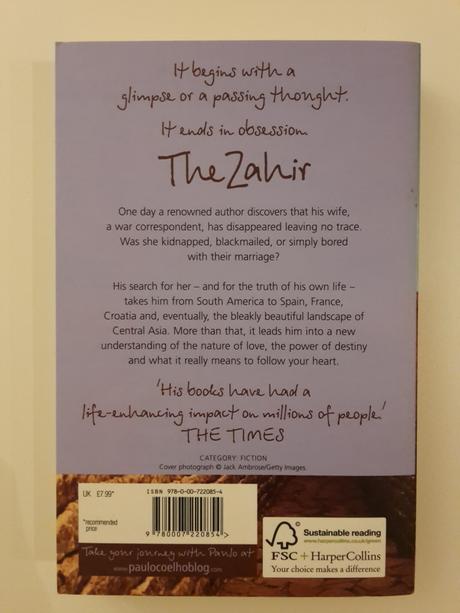 It begins with a
glimpse or a passing thought.
It ends in obsession.
The Zahir
One day a renowned author discovers that his wife,
a war correspondent, has disappeared leaving no trace.
Was she kidnapped, blackmailed, or simply bored
with their marriage?
His search for her – and for the truth of his own life –
takes him from South America to Spain, France,
Croatia and, eventually, the bleakly beautiful landscape of
Central Asia. More than that, it leads him into a new
understanding of the nature of love, the power of destiny
and what it really means to follow your heart.
'His books have had a
life-enhancing impact on millions of people.'
THE TIMES
CATEGORY: FICTION
Cover photograph © Jack Ambrose/Getty Images
UK £7.99*
*recommended
price
ISBN 978-0-00-722085-4
9 780007 220854 >
Take your journey with Paulo at
www.paulocoelhoblog.com
Sustainable reading
www.harpercollins.co.uk/green
FSC + HarperCollins
Your choice makes a difference